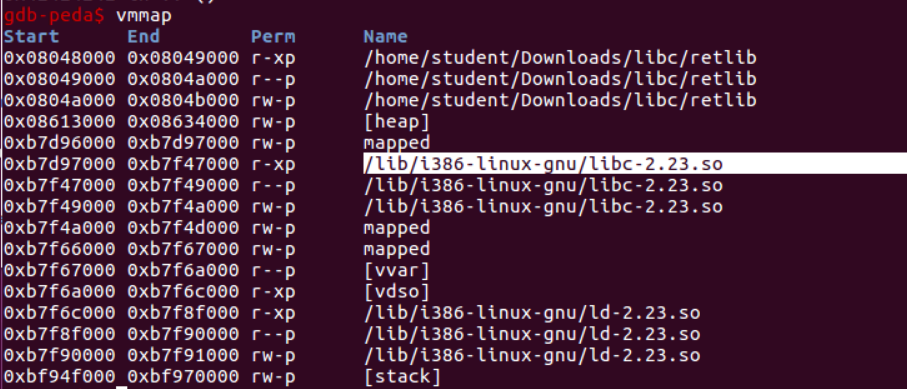 gdb-peda$ vmmap
Start End Perm Name
0x08048000 0x08049000 r-xp /home/student/Downloads/libc/retlib
0x08049000 0x0804a000 r--p /home/student/Downloads/libc/retlib
0x0804a000 0x0804b000 rw-p /home/student/Downloads/libc/retlib
0x08613000 0x08634000 rw-p [heap]
0xb7d96000 0xb7d97000 rw-p mapped
0xb7d97000 0xb7f47000 r-xp /lib/i386-linux-gnu/libc-2.23.so
0xb7f47000 0xb7f49000 r--p /lib/i386-linux-gnu/libc-2.23.so
0xb7f49000 0xb7f4a000 rw-p /lib/i386-linux-gnu/libc-2.23.so
0xb7f4a000 0xb7f4d000 rw-p mapped
0xb7f66000 0xb7f67000 rw-p mapped
0xb7f67000 0xb7f6a000 r--p [vvar]
0xb7f6a000 0xb7f6c000 r-xp [vdso]
0xb7f6c000 0xb7f8f000 r-xp /lib/i386-linux-gnu/ld-2.23.so
0xb7f8f000 0xb7f90000 r--p /lib/i386-linux-gnu/ld-2.23.so
0xb7f90000 0xb7f91000 rw-p /lib/i386-linux-gnu/ld-2.23.so
0xbf94f000 0xbf970000 rw-p [stack]